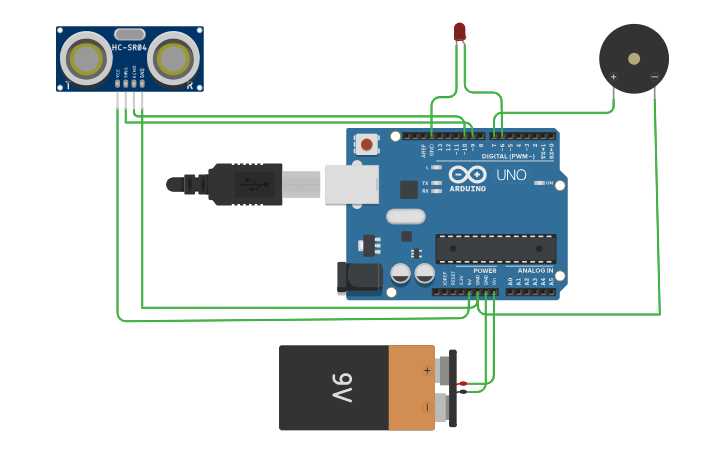 HC-SR04
T
R
VCC
TRIG
ECHO
GND
+
−
AREF
GND
13
12
~11
~10
~9
8
7
~6
~5
~4
~3
2
TX→1
RX←0
DIGITAL (PWM~)
L
TX
RX
UNO
ARDUINO
ON
POWER
ANALOG IN
IOREF
RESET
3.3V
5V
GND
GND
Vin
A0
A1
A2
A3
A4
A5
9V
+
−